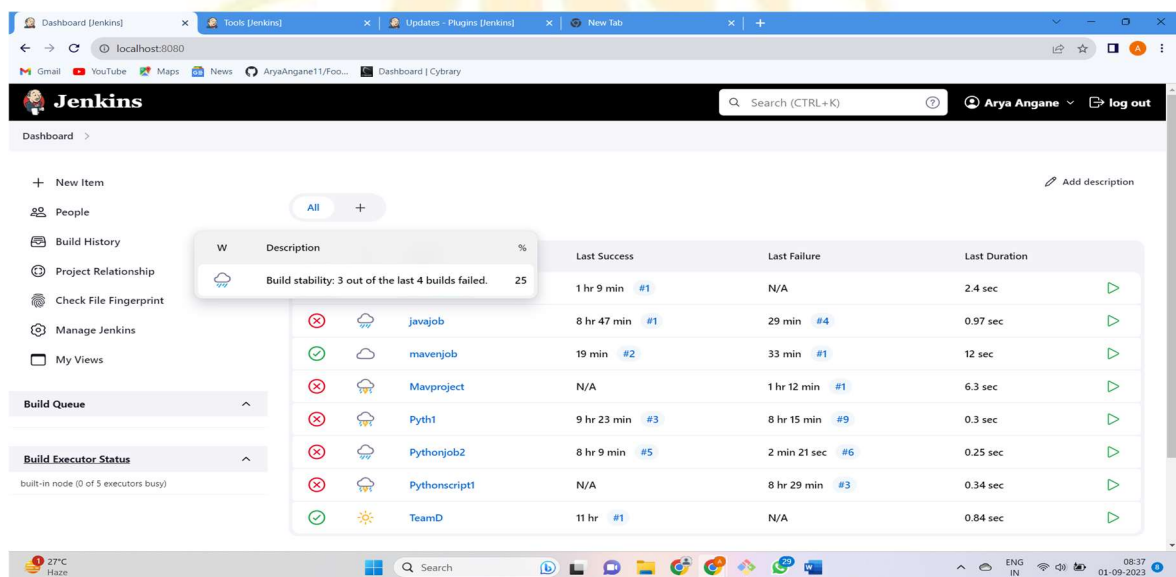 Dashboard [Jenkins]
Tools [Jenkins]
Updates - Plugins [Jenkins]
New Tab
localhost:8080
Gmail
YouTube
Maps
News
AryaAngane11/Foo...
Dashboard | Cybrary
Jenkins
Search (CTRL+K)
Arya Angane
log out
Dashboard
New Item
People
Build History
Project Relationship
Check File Fingerprint
Manage Jenkins
My Views
Build Queue
Build Executor Status
built-in node (0 of 5 executors busy)
Add description
All
W Description %
Build stability: 3 out of the last 4 builds failed. 25
Last Success Last Failure Last Duration
1 hr 9 min #1 N/A 2.4 sec
javajob 8 hr 47 min #1 29 min #4 0.97 sec
mavenjob 19 min #2 33 min #1 12 sec
Mavproject N/A 1 hr 12 min #1 6.3 sec
Pyth1 9 hr 23 min #3 8 hr 15 min #9 0.3 sec
Pythonjob2 8 hr 9 min #5 2 min 21 sec #6 0.25 sec
Pythonscript1 N/A 8 hr 29 min #3 0.34 sec
TeamD 11 hr #1 N/A 0.84 sec
1
27°C
Haze
Search
29
ENG
IN
08:37
01-09-2023